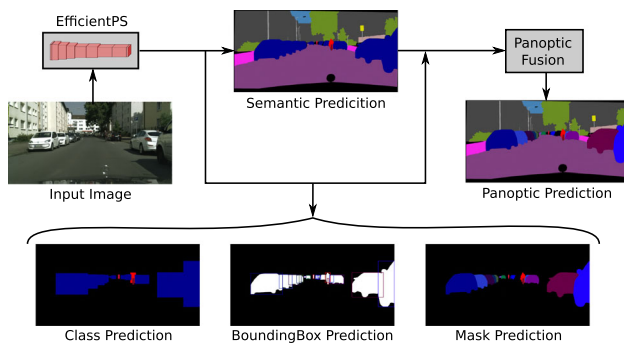 EfficientPS
Panoptic
Fusion
Semantic Predicition
Input Image
Panoptic Prediction
Class Prediction
BoundingBox Prediction
Mask Prediction